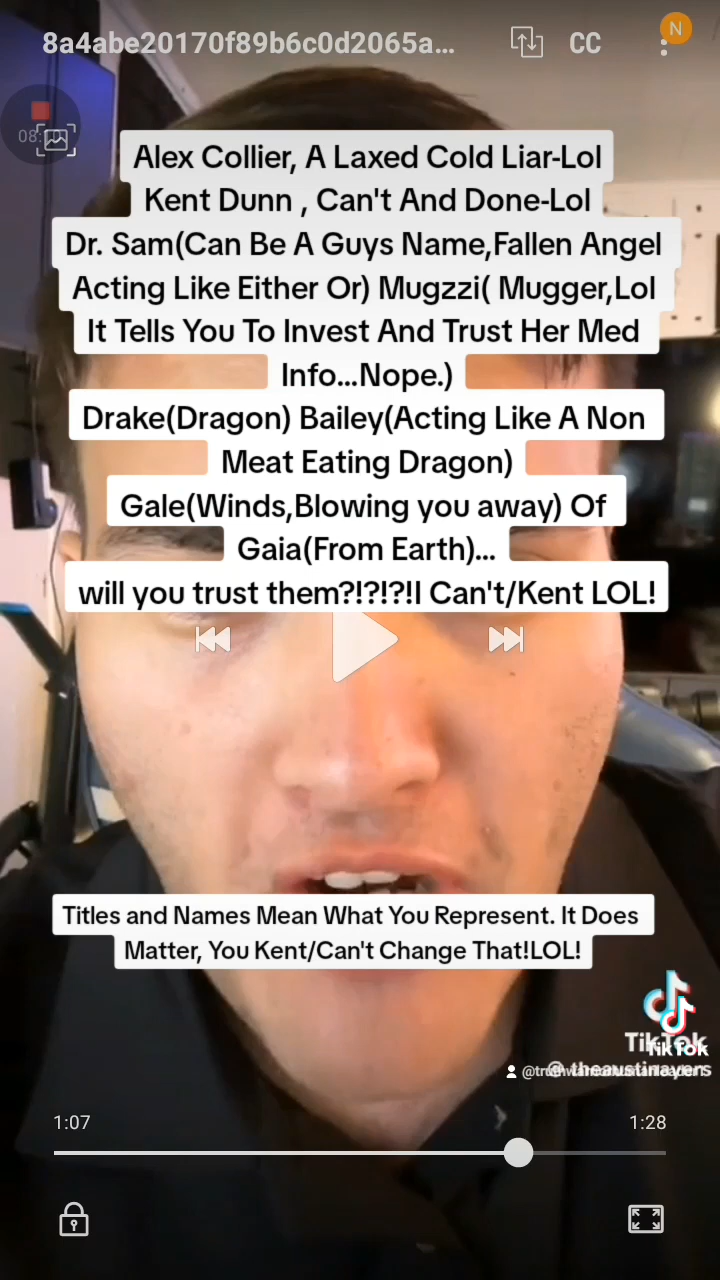 8a4abe20170f89b6c0d2065a...
CC
N
Alex Collier, A Laxed Cold Liar-Lol
Kent Dunn , Can't And Done-Lol
Dr. Sam(Can Be A Guys Name,Fallen Angel
Acting Like Either Or) Mugzzi( Mugger,Lol
It Tells You To Invest And Trust Her Med
Info...Nope.)
Drake(Dragon) Bailey(Acting Like A Non
Meat Eating Dragon)
Gale(Winds,Blowing you away) Of
Gaia(From Earth)...
will you trust them?!?!?!I Can't/Kent LOL!
Titles and Names Mean What You Represent. It Does
Matter, You Kent/Can't Change That!LOL!
TikTok
TikTok
1:07
1:28